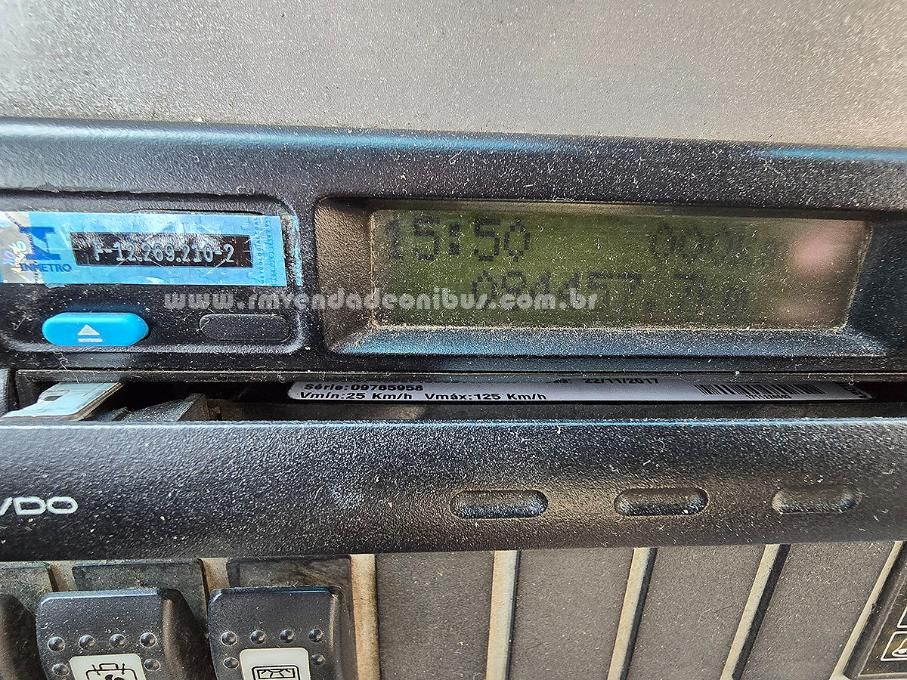 15:50
F-12.269.210-2
INMETRO
www.rmvendadeonibus.com.br
Série:09785958 22/11/2017
Vmín:25 Km/h Vmáx:125 Km/h
VDO